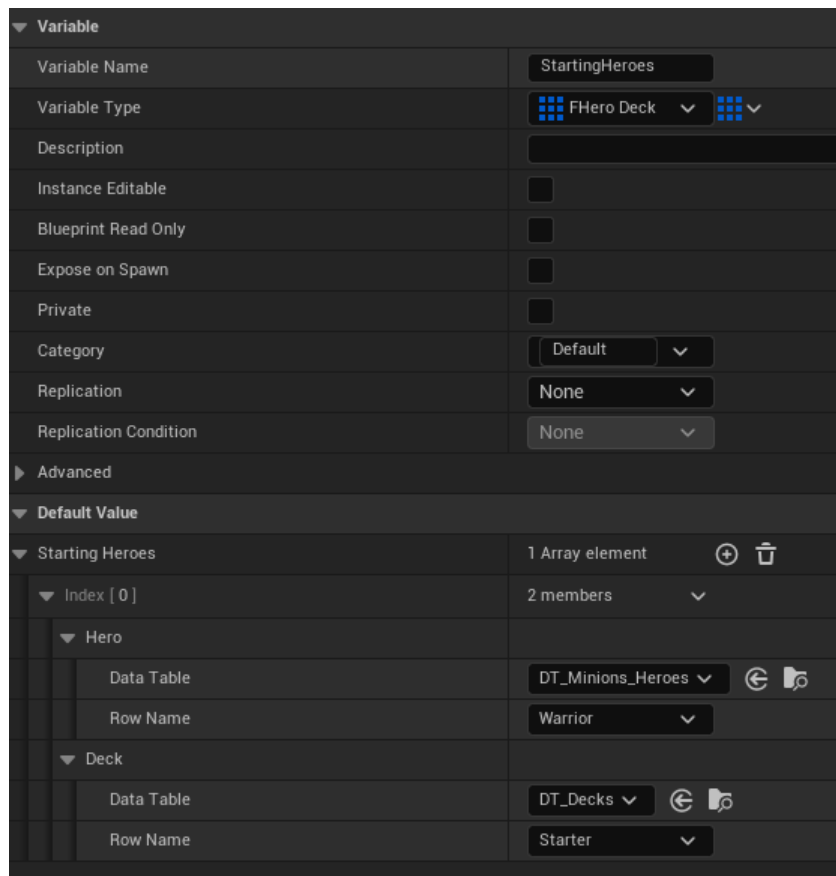 Variable
Variable Name StartingHeroes
Variable Type FHero Deck
Description
Instance Editable
Blueprint Read Only
Expose on Spawn
Private
Category Default
Replication None
Replication Condition None
Advanced
Default Value
Starting Heroes 1 Array element
Index [ 0 ] 2 members
Hero
Data Table DT_Minions_Heroes
Row Name Warrior
Deck
Data Table DT_Decks
Row Name Starter